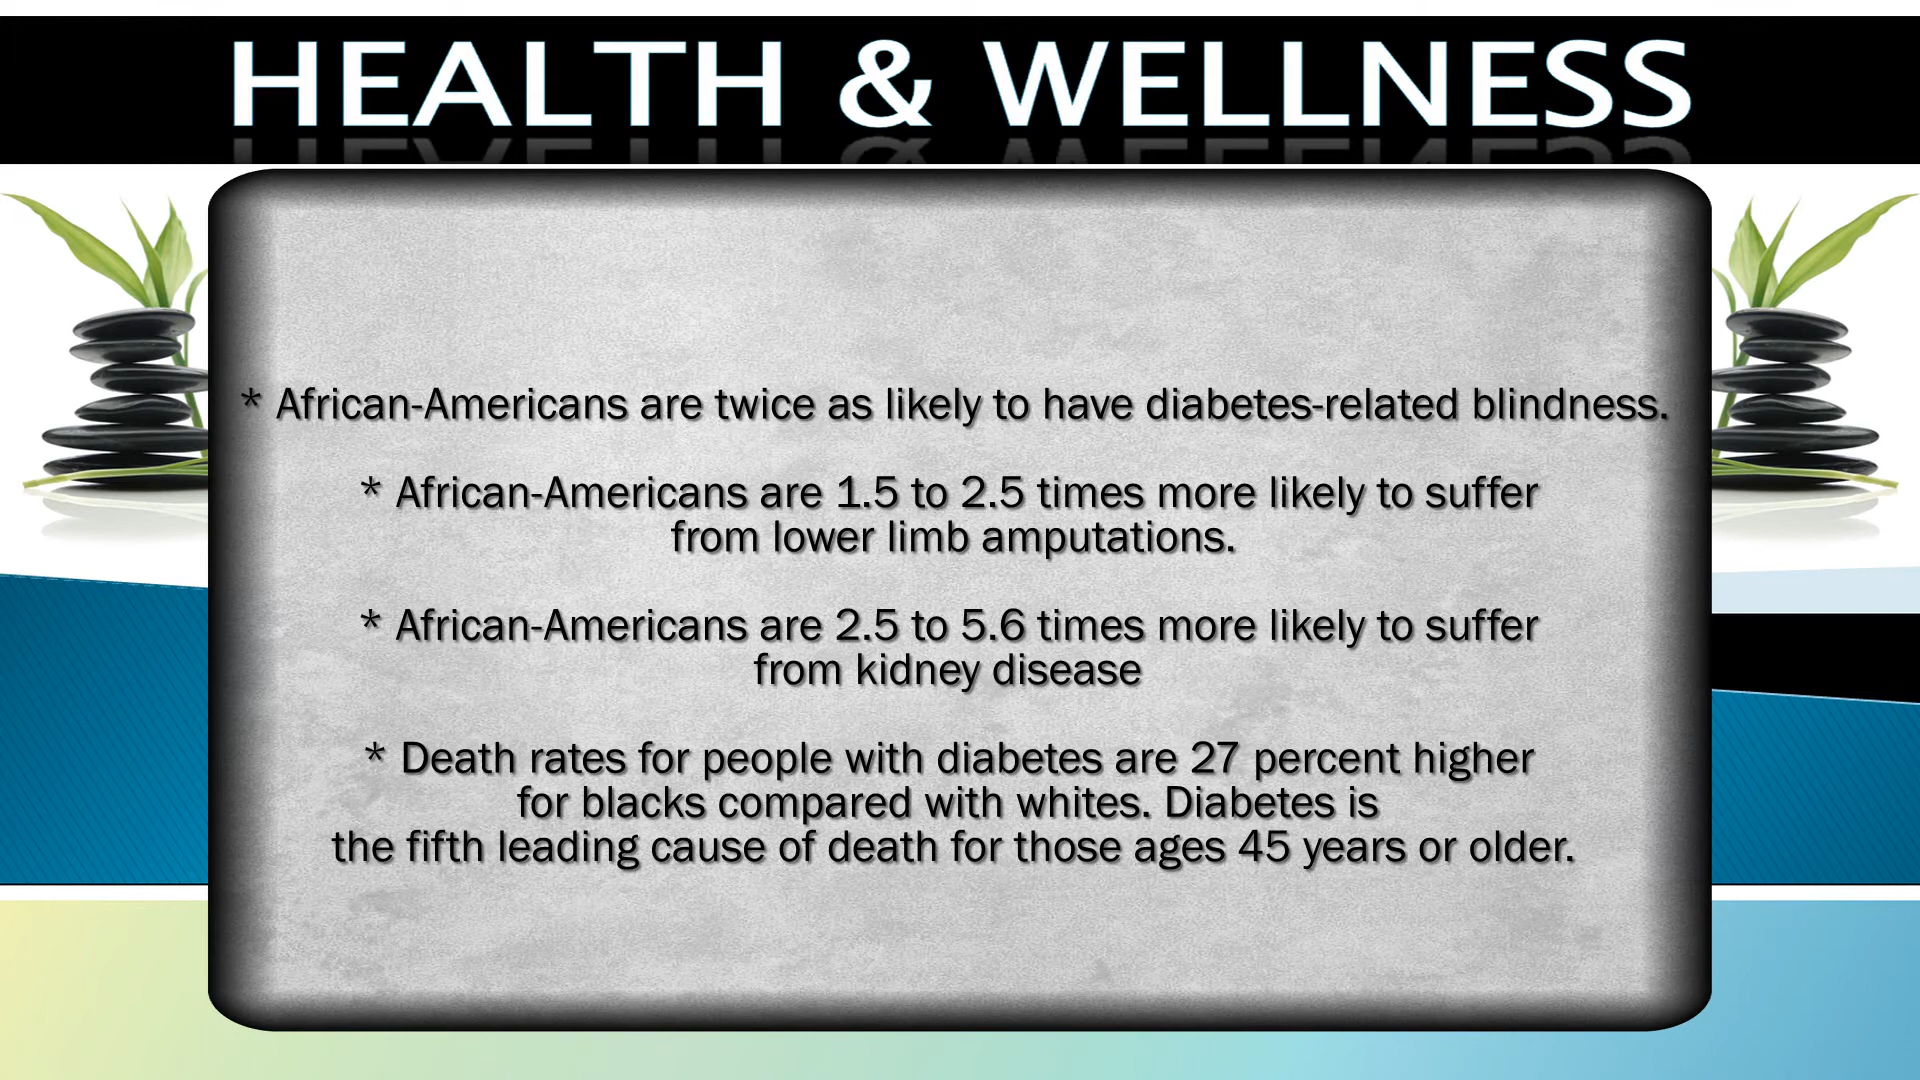 HEALTH & WELLNESS
* African-Americans are twice as likely to have diabetes-related blindness.
* African-Americans are 1.5 to 2.5 times more likely to suffer
from lower limb amputations.
* African-Americans are 2.5 to 5.6 times more likely to suffer
from kidney disease
* Death rates for people with diabetes are 27 percent higher
for blacks compared with whites. Diabetes is
the fifth leading cause of death for those ages 45 years or older.